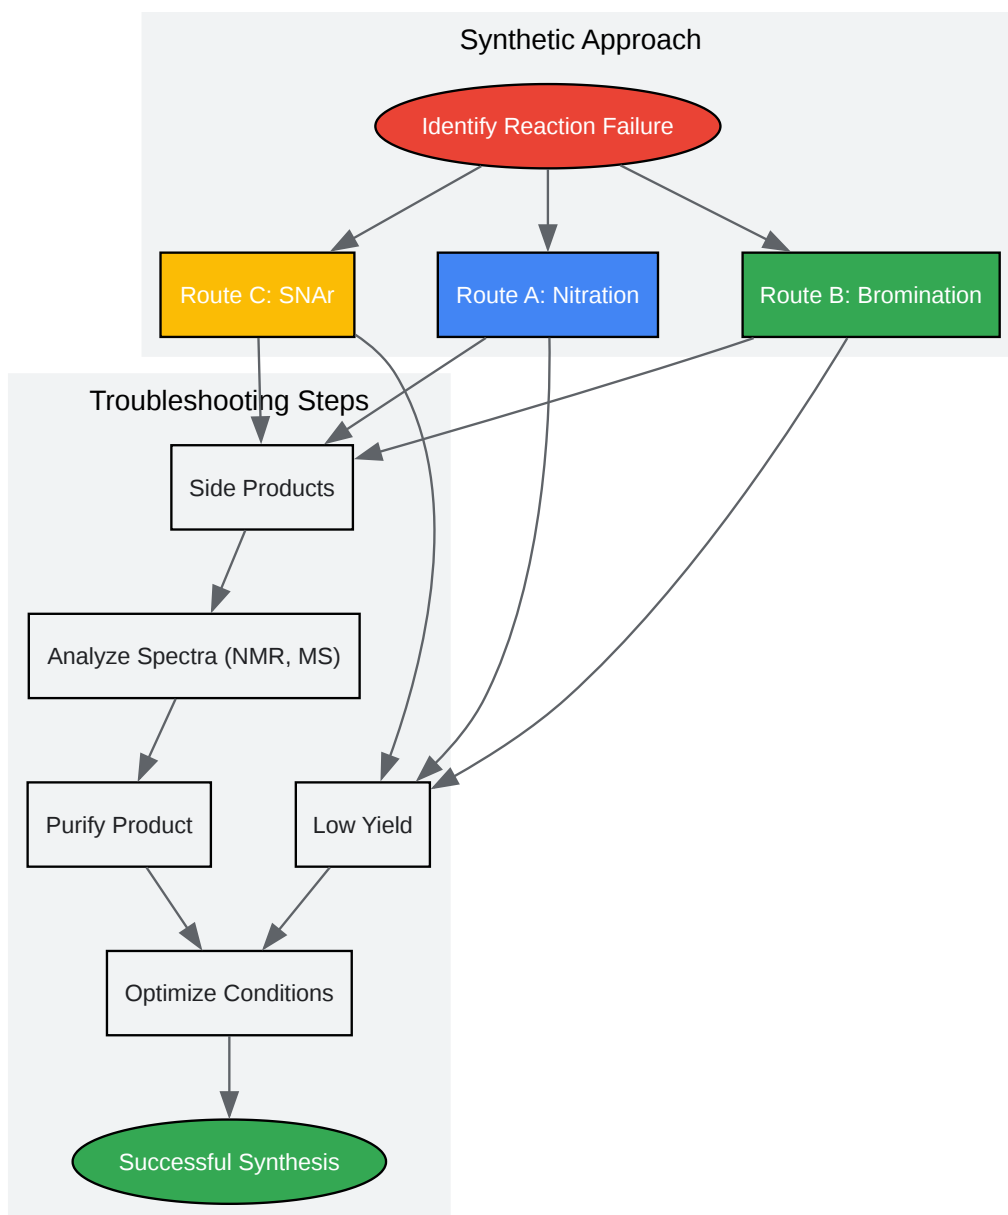 Synthetic Approach
Identify Reaction Failure
Route C: SNAr
Route A: Nitration
Route B: Bromination
Troubleshooting Steps
Side Products
Analyze Spectra (NMR, MS)
Purify Product
Low Yield
Optimize Conditions
Successful Synthesis